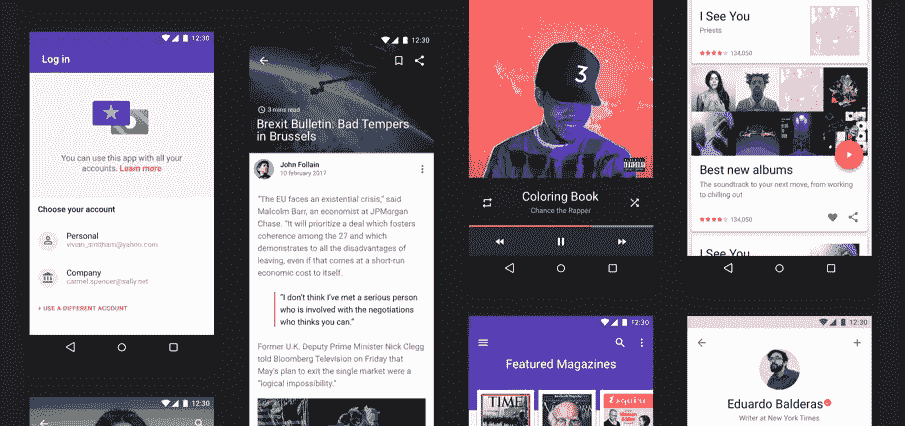 12:30
Log in
You can use this app with all your
accounts. Learn more
Choose your account
Personal
vivian_smitham@yahoo.com
Company
carmel.spencer@sally.net
+ USE A DIFFERENT ACCOUNT
12:30
12:30
3 mins read
Brexit Bulletin: Bad Tempers
in Brussels
John Follain
10 february 2017
"The EU faces an existential crisis," said
Malcolm Barr, an economist at JPMorgan
Chase. "It will prioritize a deal which fosters
coherence among the 27 and which
demonstrates to all the disadvantages of
leaving, even if that comes at a short-run
economic cost to itself.
"I don't think I've met a serious person
who is involved with the negotiations
who thinks you can."
Former U.K. Deputy Prime Minister Nick Clegg
told Bloomberg Television on Friday that
May's plan to exit the single market were a
"logical impossibility."
3
Coloring Book
Chance the Rapper
12:30
Featured Magazines
TIME
Esquire
I See You
Priests
134,050
Best new albums
The soundtrack to your next move, from working
to chilling out
134,050
I See You
12:30
Eduardo Balderas
Writer at New York Times